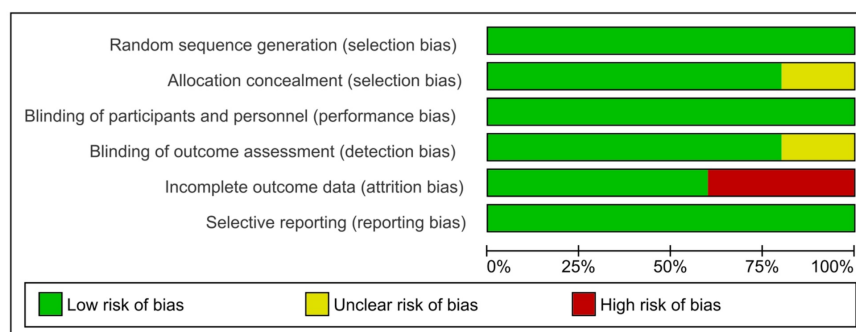 Random sequence generation (selection bias)
Allocation concealment (selection bias)
Blinding of participants and personnel (performance bias)
Blinding of outcome assessment (detection bias)
Incomplete outcome data (attrition bias)
Selective reporting (reporting bias)
0% 25% 50% 75% 100%
Low risk of bias Unclear risk of bias High risk of bias